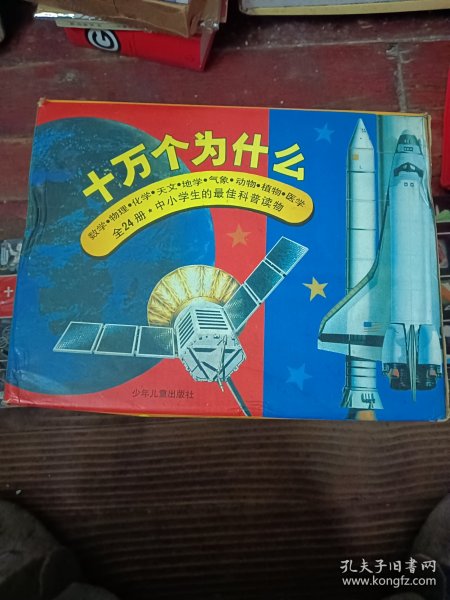 十万个为什么
数学•物理•化学•天文•地学•气象•动物•植物•医学
全24册•中小学生的最佳科普读物
少年儿童出版社
孔夫子旧书网
www.kongfz.com